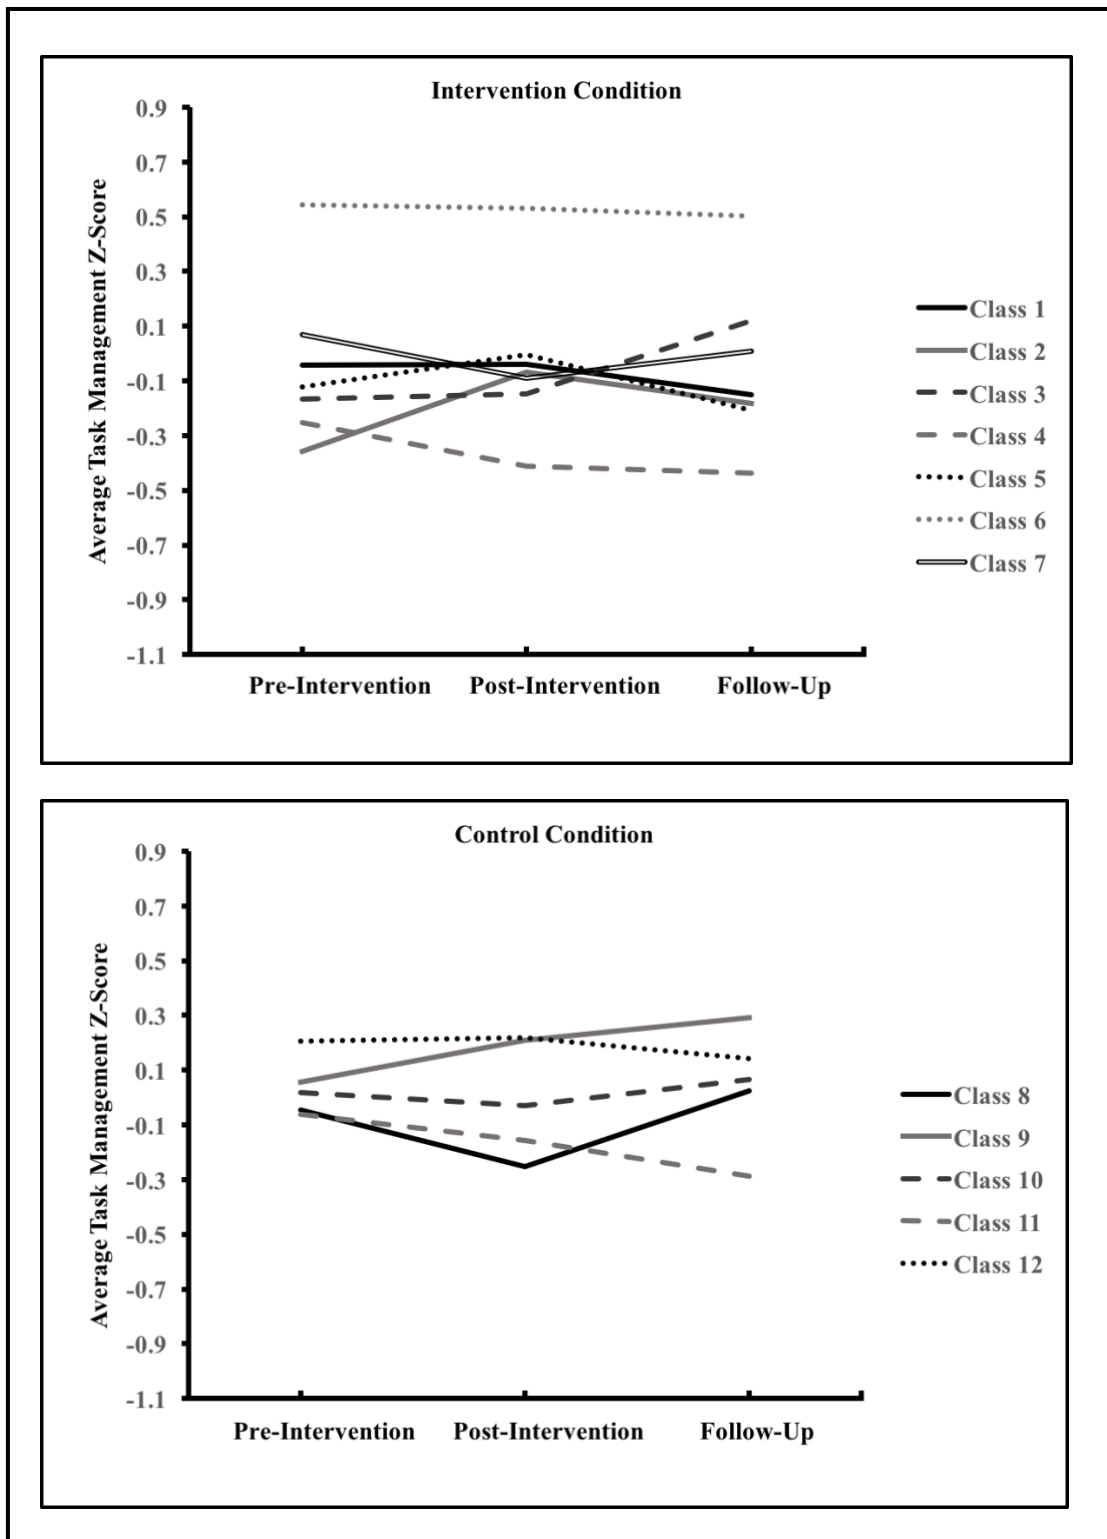 Intervention Condition
Average Task Management Z-Score
0.9
0.7
0.5
0.3
0.1
-0.1
-0.3
-0.5
-0.7
-0.9
-1.1
Pre-Intervention Post-Intervention Follow-Up
Class 1
Class 2
Class 3
Class 4
Class 5
Class 6
Class 7
Control Condition
Average Task Management Z-Score
0.9
0.7
0.5
0.3
0.1
-0.1
-0.3
-0.5
-0.7
-0.9
-1.1
Pre-Intervention Post-Intervention Follow-Up
Class 8
Class 9
Class 10
Class 11
Class 12